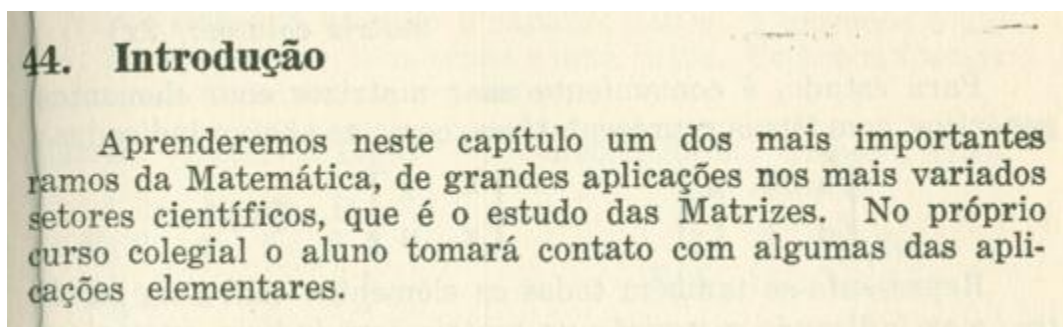 44. Introdução
Aprenderemos neste capítulo um dos mais importantes
ramos da Matemática, de grandes aplicações nos mais variados
setores científicos, que é o estudo das Matrizes. No próprio
curso colegial o aluno tomará contato com algumas das apli-
cações elementares.